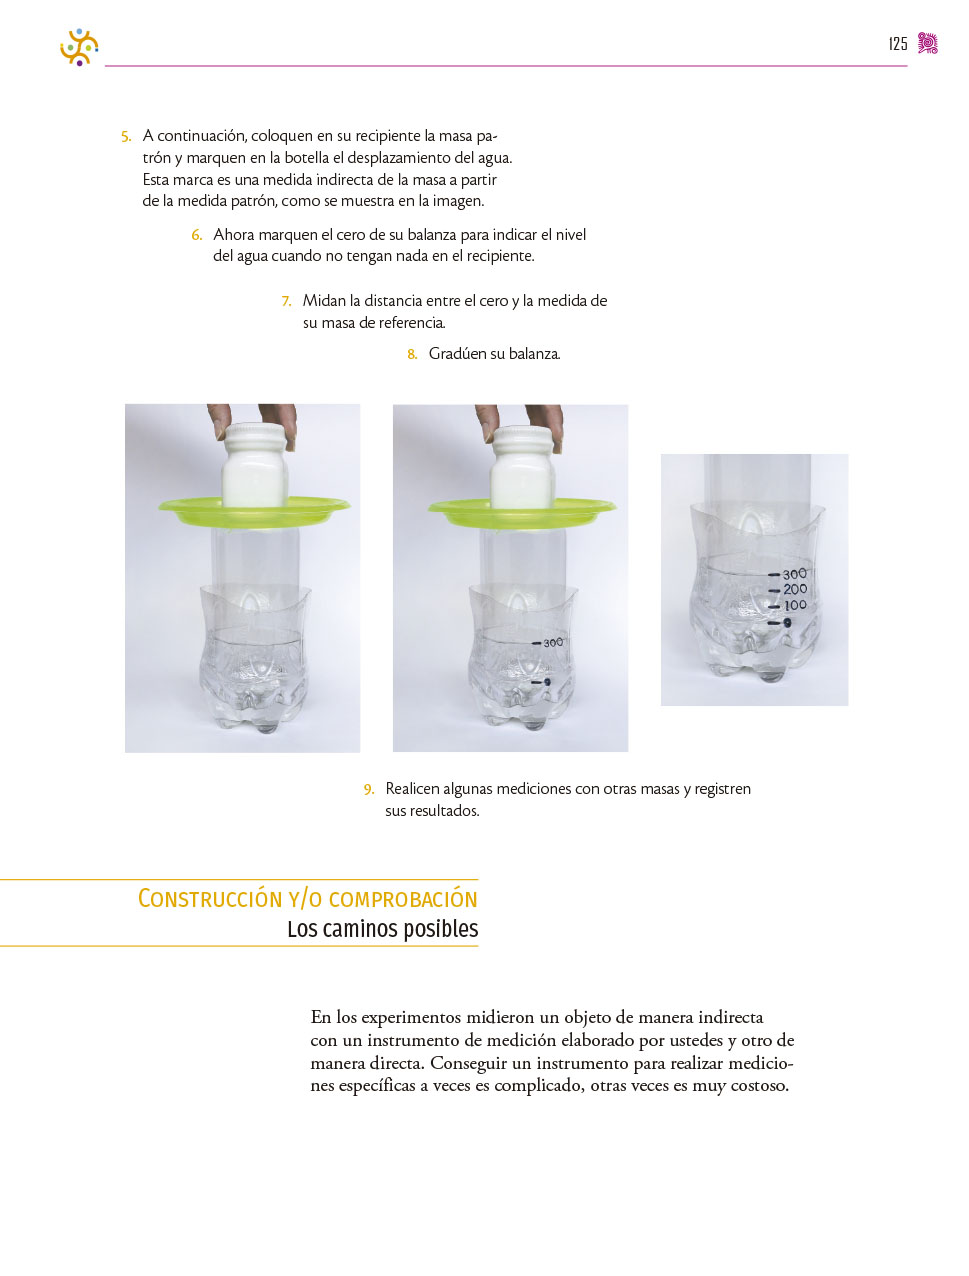 125
5. A continuación, coloquen en su recipiente la masa pa-
trón y marquen en la botella el desplazamiento del agua.
Esta marca es una medida indirecta de la masa a partir
de la medida patrón, como se muestra en la imagen.
6. Ahora marquen el cero de su balanza para indicar el nivel
del agua cuando no tengan nada en el recipiente.
7. Midan la distancia entre el cero y la medida de
su masa de referencia.
8. Gradúen su balanza.
300
0
300
200
100
0
9. Realicen algunas mediciones con otras masas y registren
sus resultados.
Construcción y/o comprobación
Los caminos posibles
En los experimentos midieron un objeto de manera indirecta
con un instrumento de medición elaborado por ustedes y otro de
manera directa. Conseguir un instrumento para realizar medicio-
nes específicas a veces es complicado, otras veces es muy costoso.